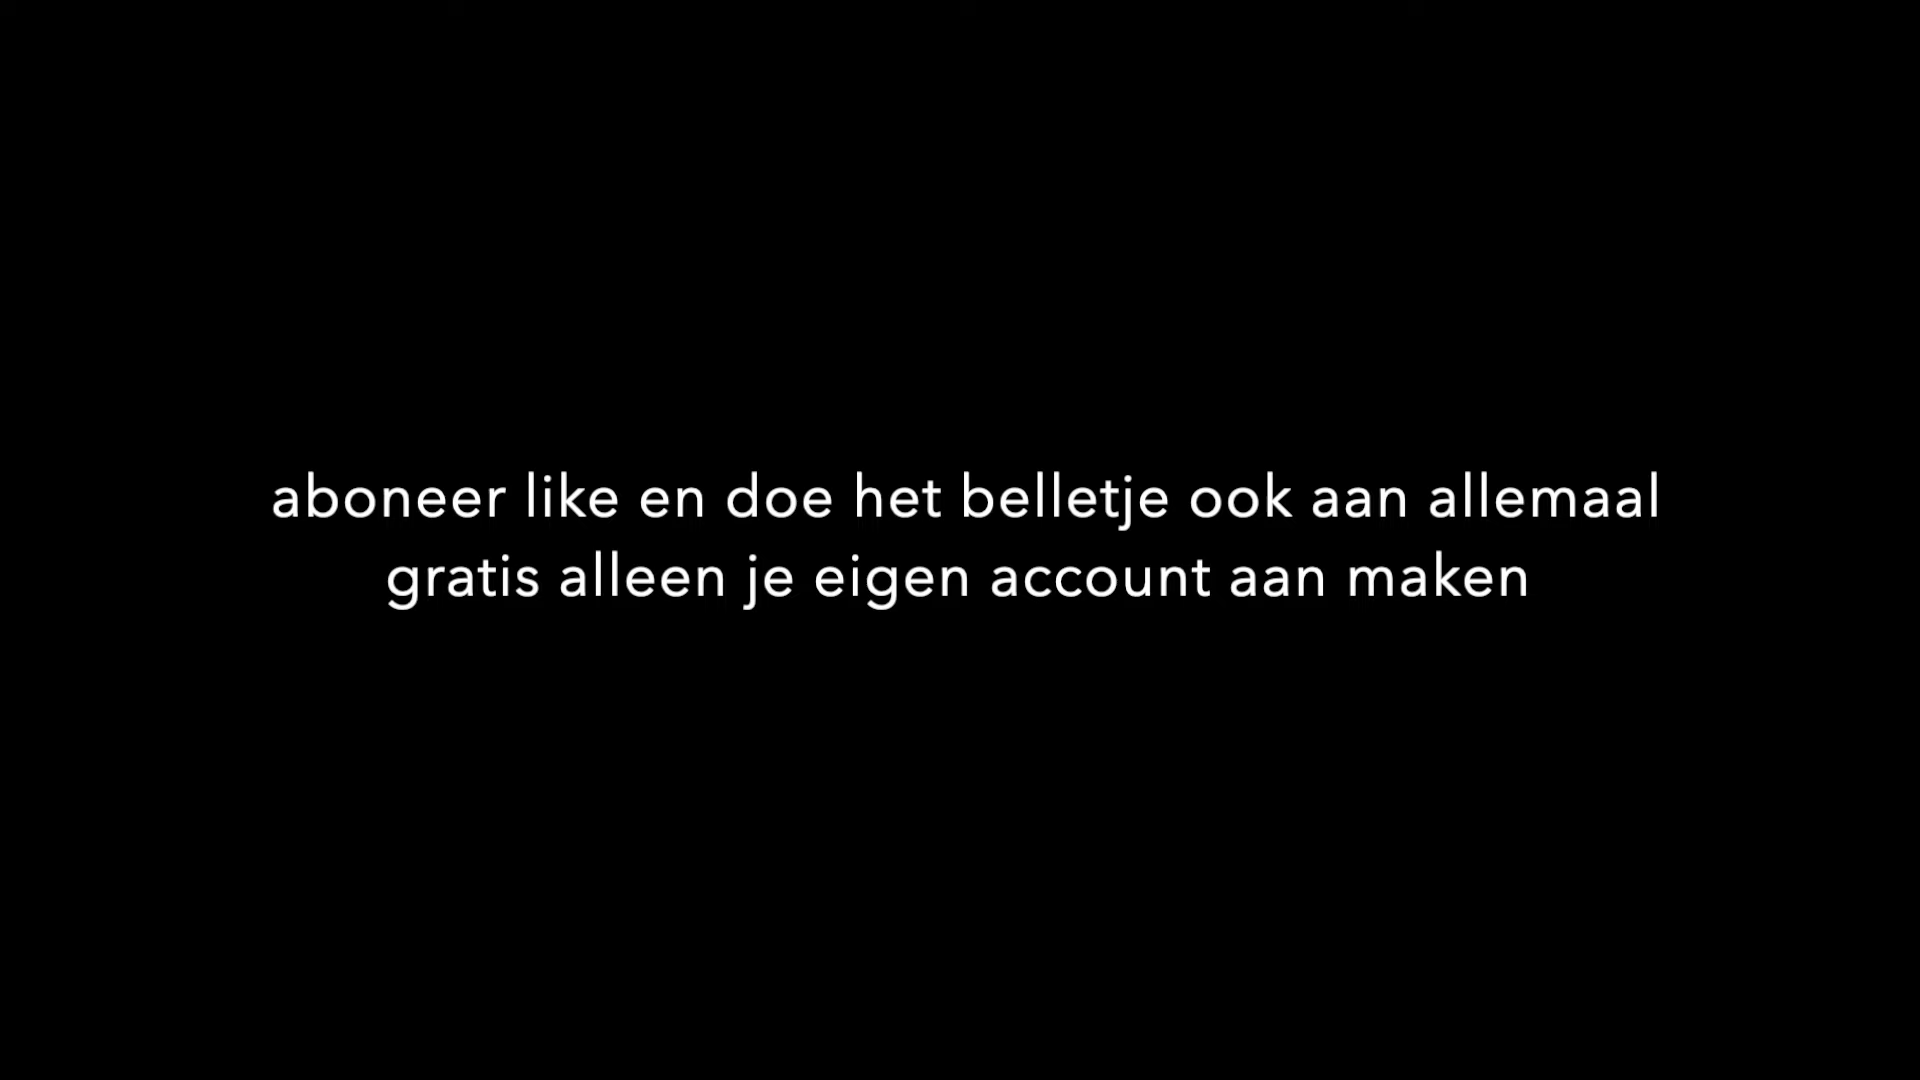 aboneer like en doe het belletje ook aan allemaal
gratis alleen je eigen account aan maken